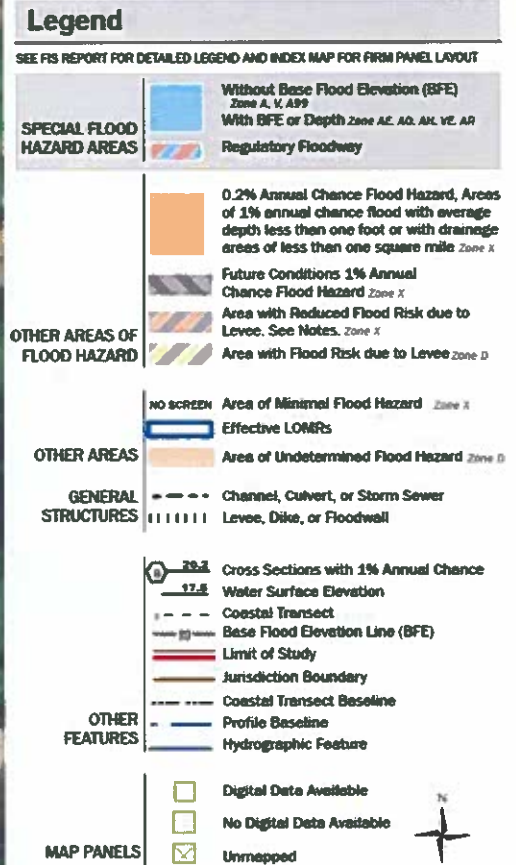 Legend
SEE FIS REPORT FOR DETAILED LEGEND AND INDEX MAP FOR FIRM PANEL LAYOUT
SPECIAL FLOOD
HAZARD AREAS
Without Base Flood Elevation (BFE)
Zone A, V, A99
With BFE or Depth Zone AE, AO, AH, VE, AR
Regulatory Floodway
OTHER AREAS OF
FLOOD HAZARD
0.2% Annual Chance Flood Hazard, Areas
of 1% annual chance flood with average
depth less than one foot or with drainage
areas of less than one square mile Zone X
Future Conditions 1% Annual
Chance Flood Hazard Zone X
Area with Reduced Flood Risk due to
Levee. See Notes. Zone X
Area with Flood Risk due to Levee Zone D
OTHER AREAS
NO SCREEN Area of Minimal Flood Hazard Zone X
Effective LOMRs
Area of Undetermined Flood Hazard Zone D
GENERAL
STRUCTURES
Channel, Culvert, or Storm Sewer
Levee, Dike, or Floodwall
OTHER
FEATURES
20.2 Cross Sections with 1% Annual Chance
17.5 Water Surface Elevation
Coastal Transect
Base Flood Elevation Line (BFE)
Limit of Study
Jurisdiction Boundary
Coastal Transect Baseline
Profile Baseline
Hydrographic Feature
MAP PANELS
Digital Data Available
No Digital Data Available
Unmapped
N